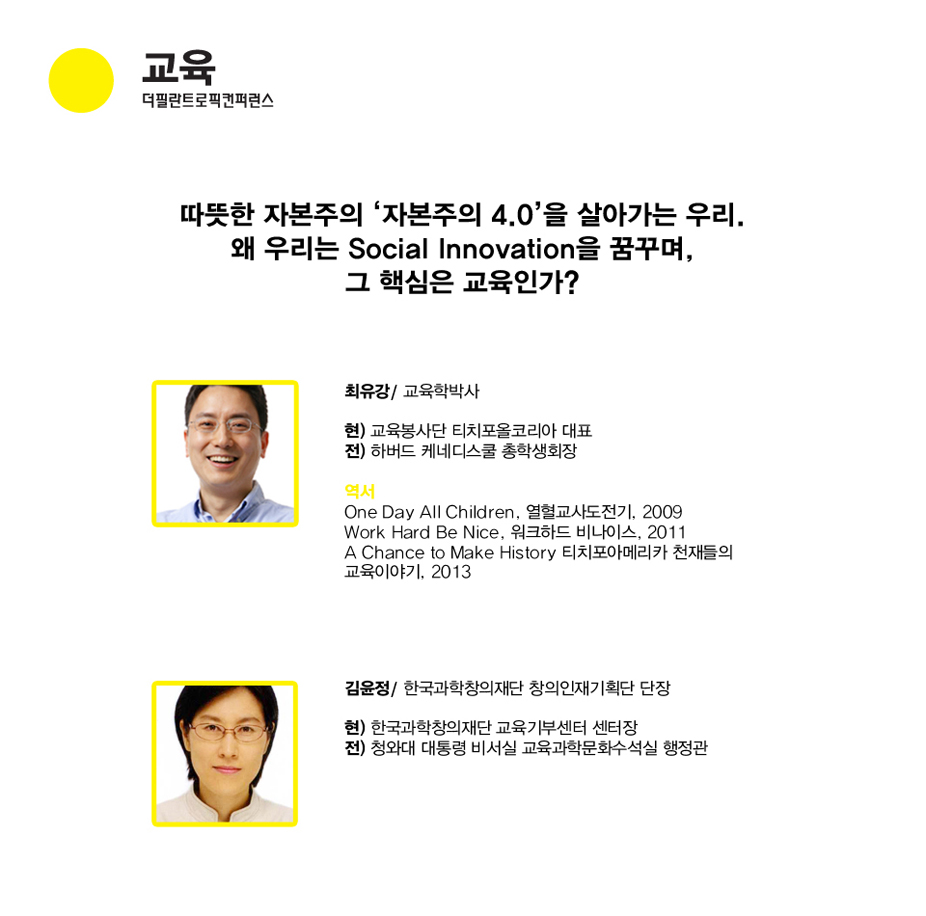 교육
더필란트로픽컨퍼런스
따뜻한 자본주의 ‘자본주의 4.0’을 살아가는 우리.
왜 우리는 Social Innovation을 꿈꾸며,
그 핵심은 교육인가?
최유강/ 교육학박사
현) 교육봉사단 티치포올코리아 대표
전) 하버드 케네디스쿨 총학생회장
역서
One Day All Children, 열혈교사도전기, 2009
Work Hard Be Nice, 워크하드 비나이스, 2011
A Chance to Make History 티치포아메리카 천재들의
교육이야기, 2013
김윤정/ 한국과학창의재단 창의인재기획단 단장
현) 한국과학창의재단 교육기부센터 센터장
전) 청와대 대통령 비서실 교육과학문화수석실 행정관